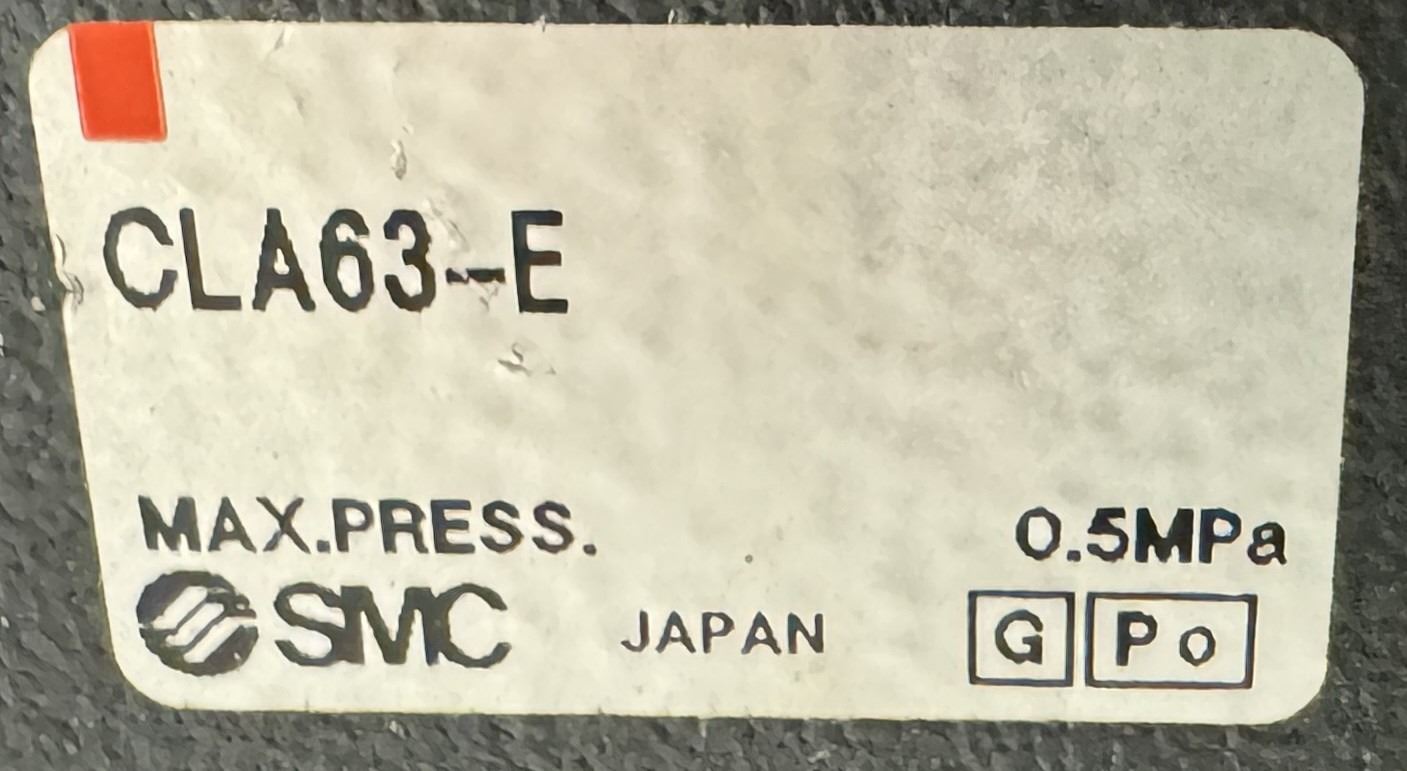 CLA63-E
MAX.PRESS. 0.5MPa
SMC JAPAN G Po